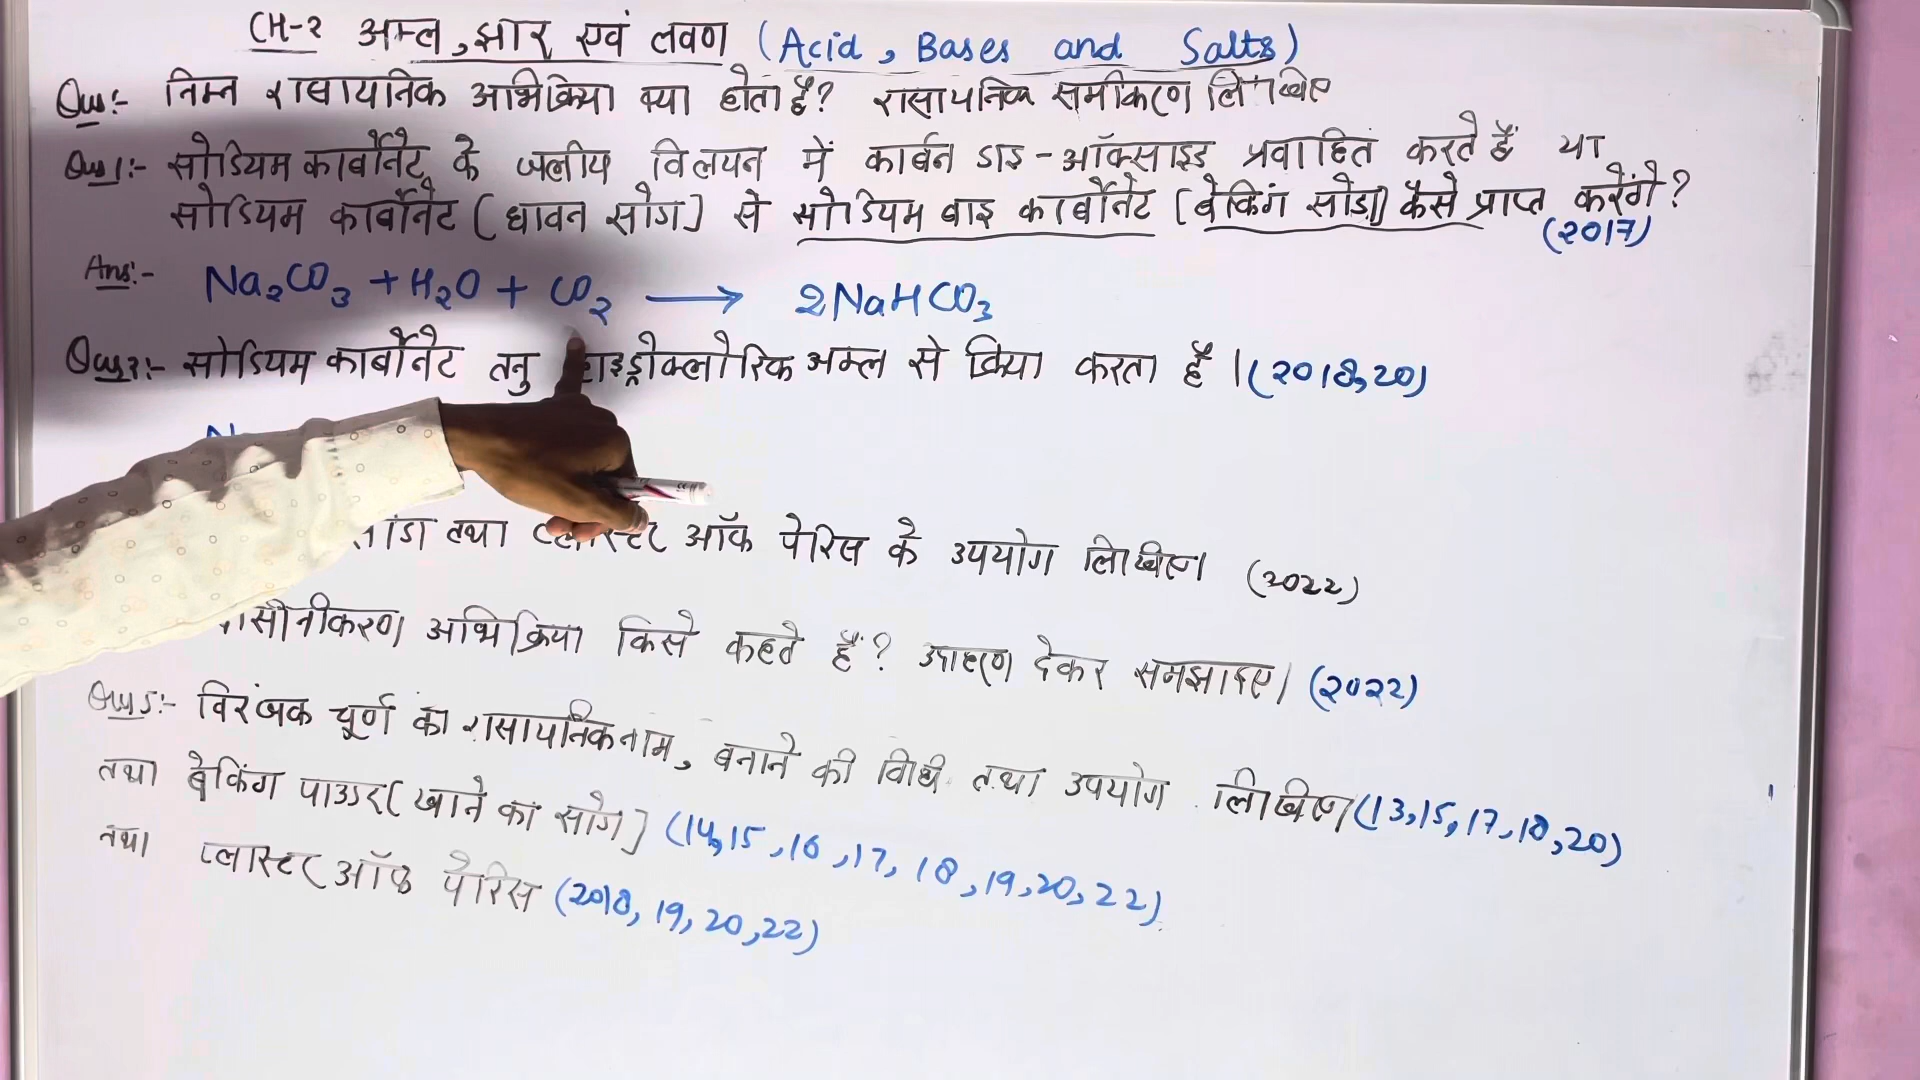 CH-2 अम्ल, क्षार एवं लवण (Acid, Bases and Salts)
Que:- निम्न रासायनिक अभिक्रिया क्या होता है? रासायनिक समीकरण लिखिए
Que1:- सोडियम कार्बोनेट के जलीय विलयन में कार्बन डाइ-ऑक्साइड प्रवाहित करते हैं या
सोडियम कार्बोनेट (धावन सोडा) से सोडियम बाइ कार्बोनेट [बेकिंग सोडा] कैसे प्राप्त करेंगे?
(2017)
Ans:- Na₂CO₃ + H₂O + CO₂ ⟶ 2NaHCO₃
Que2:- सोडियम कार्बोनेट तनु हाइड्रोक्लोरिक अम्ल से क्रिया करता है। (2018,20)
तथा प्लास्टर ऑफ पेरिस के उपयोग लिखिए। (2022)
अभिक्रिया किसे कहते हैं? उदाहरण देकर समझाइए। (2022)
Que5:- विरंजक चूर्ण का रासायनिक नाम, बनाने की विधि तथा उपयोग लिखिए। (13,15,17,18,20)
तथा बेकिंग पाउडर [खाने का सोडा] (14,15,16,17,18,19,20,22)
तथा प्लास्टर ऑफ पेरिस (2018,19,20,22)